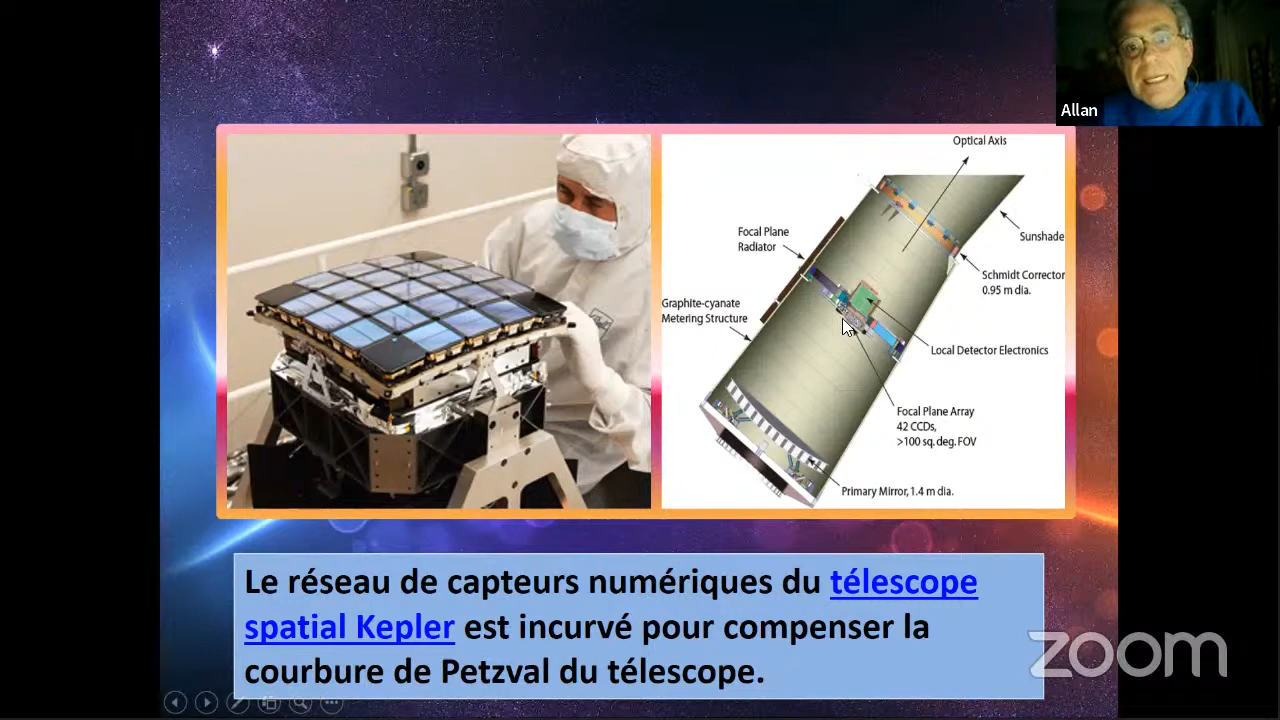 Allan
Optical Axis
Focal Plane
Radiator
Sunshade
Schmidt Corrector
0.95 m dia.
Graphite-cyanate
Metering Structure
Local Detector Electronics
Focal Plane Array
42 CCDs,
>100 sq. deg. FOV
Primary Mirror, 1.4 m dia.
Le réseau de capteurs numériques du télescope
spatial Kepler est incurvé pour compenser la
courbure de Petzval du télescope.
zoom